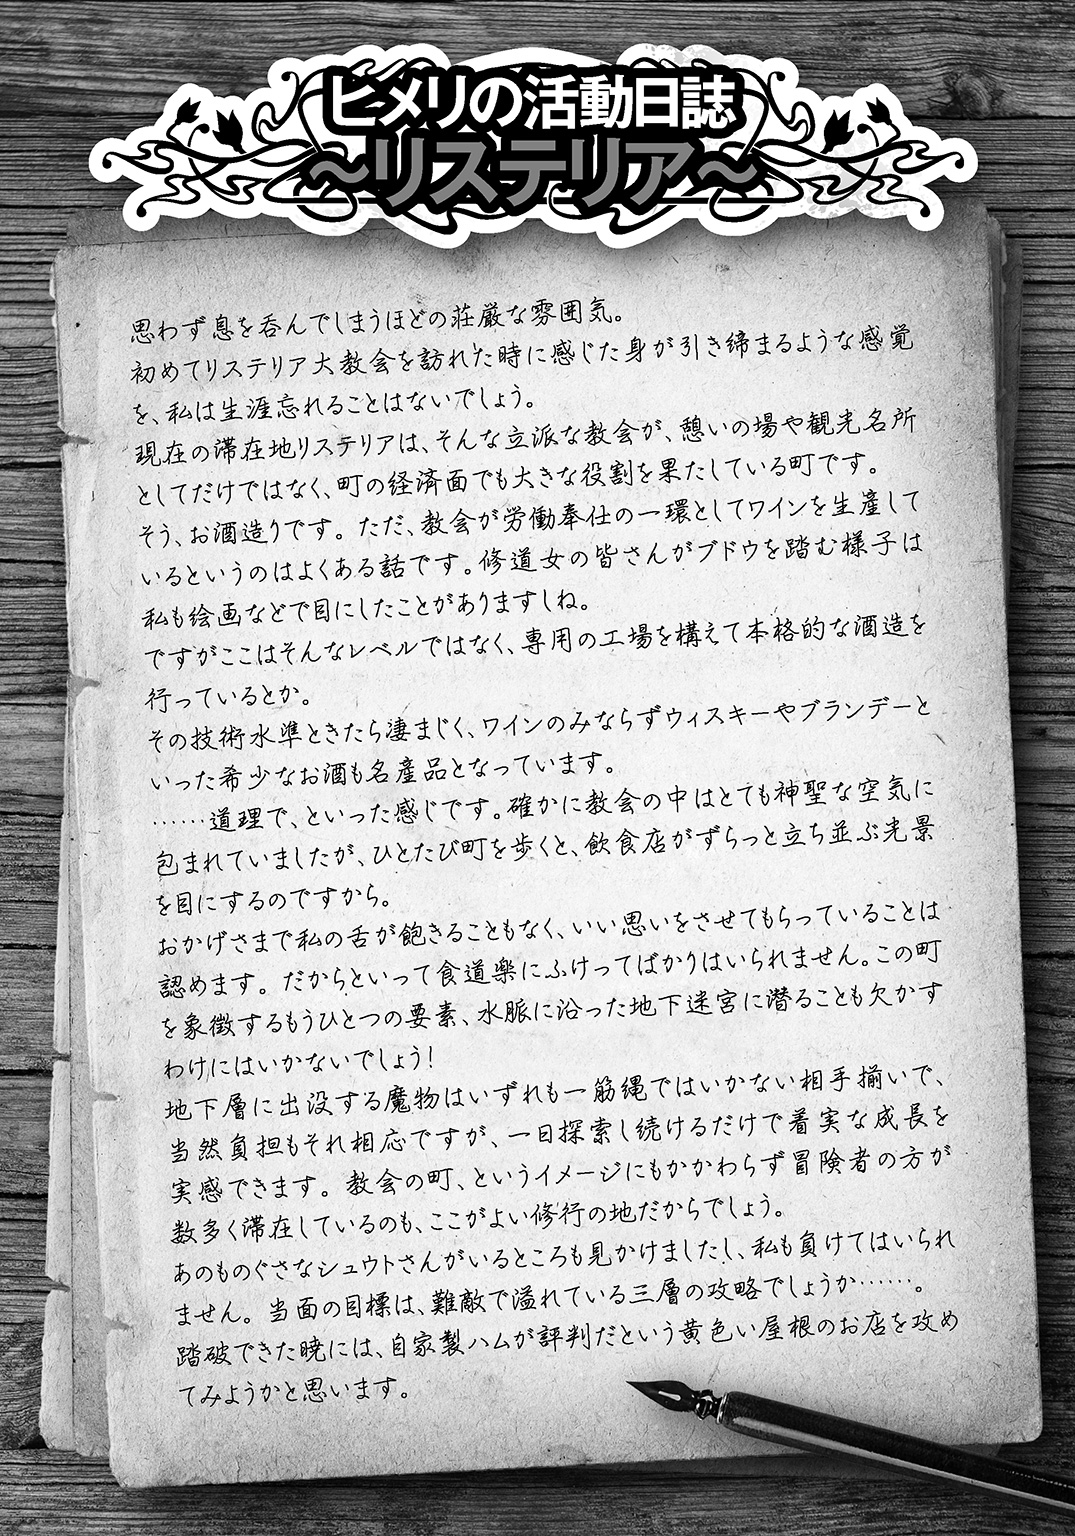 ヒメリの活動日誌
～リステリア～
思わず息を呑んでしまうほどの荘厳な雰囲気。
初めてリステリア大教会を訪れた時に感じた身が引き締まるような感覚
を、私は生涯忘れることはないでしょう。
現在の滞在地リステリアは、そんな立派な教会が、憩いの場や観光名所
としてだけではなく、町の経済面でも大きな役割を果たしている町です。
そう、お酒造りです。ただ、教会が労働奉仕の一環としてワインを生産して
いるというのはよくある話です。修道女の皆さんがブドウを踏む様子は
私も絵画などで目にしたことがありますしね。
ですがここはそんなレベルではなく、専用の工場を構えて本格的な酒造を
行っているとか。
その技術水準ときたら凄まじく、ワインのみならずウィスキーやブランデーと
いった希少なお酒も名産品となっています。
……道理で、といった感じです。確かに教会の中はとても神聖な空気に
包まれていましたが、ひとたび町を歩くと、飲食店がずらっと立ち並ぶ光景
を目にするのですから。
おかげさまで私の舌が飽きることもなく、いい思いをさせてもらっていることは
認めます。だからといって食道楽にふけってばかりはいられません。この町
を象徴するもうひとつの要素、水脈に沿った地下迷宮に潜ることも欠かす
わけにはいかないでしょう！
地下層に出没する魔物はいずれも一筋縄ではいかない相手揃いで、
当然負担もそれ相応ですが、一日探索し続けるだけで着実な成長を
実感できます。教会の町、というイメージにもかかわらず冒険者の方が
数多く滞在しているのも、ここがよい修行の地だからでしょう。
あのものぐさなシュウトさんがいるところも見かけましたし、私も負けてはいられ
ません。当面の目標は、難敵で溢れている三層の攻略でしょうか……。
踏破できた暁には、自家製ハムが評判だという黄色い屋根のお店を攻め
てみようかと思います。